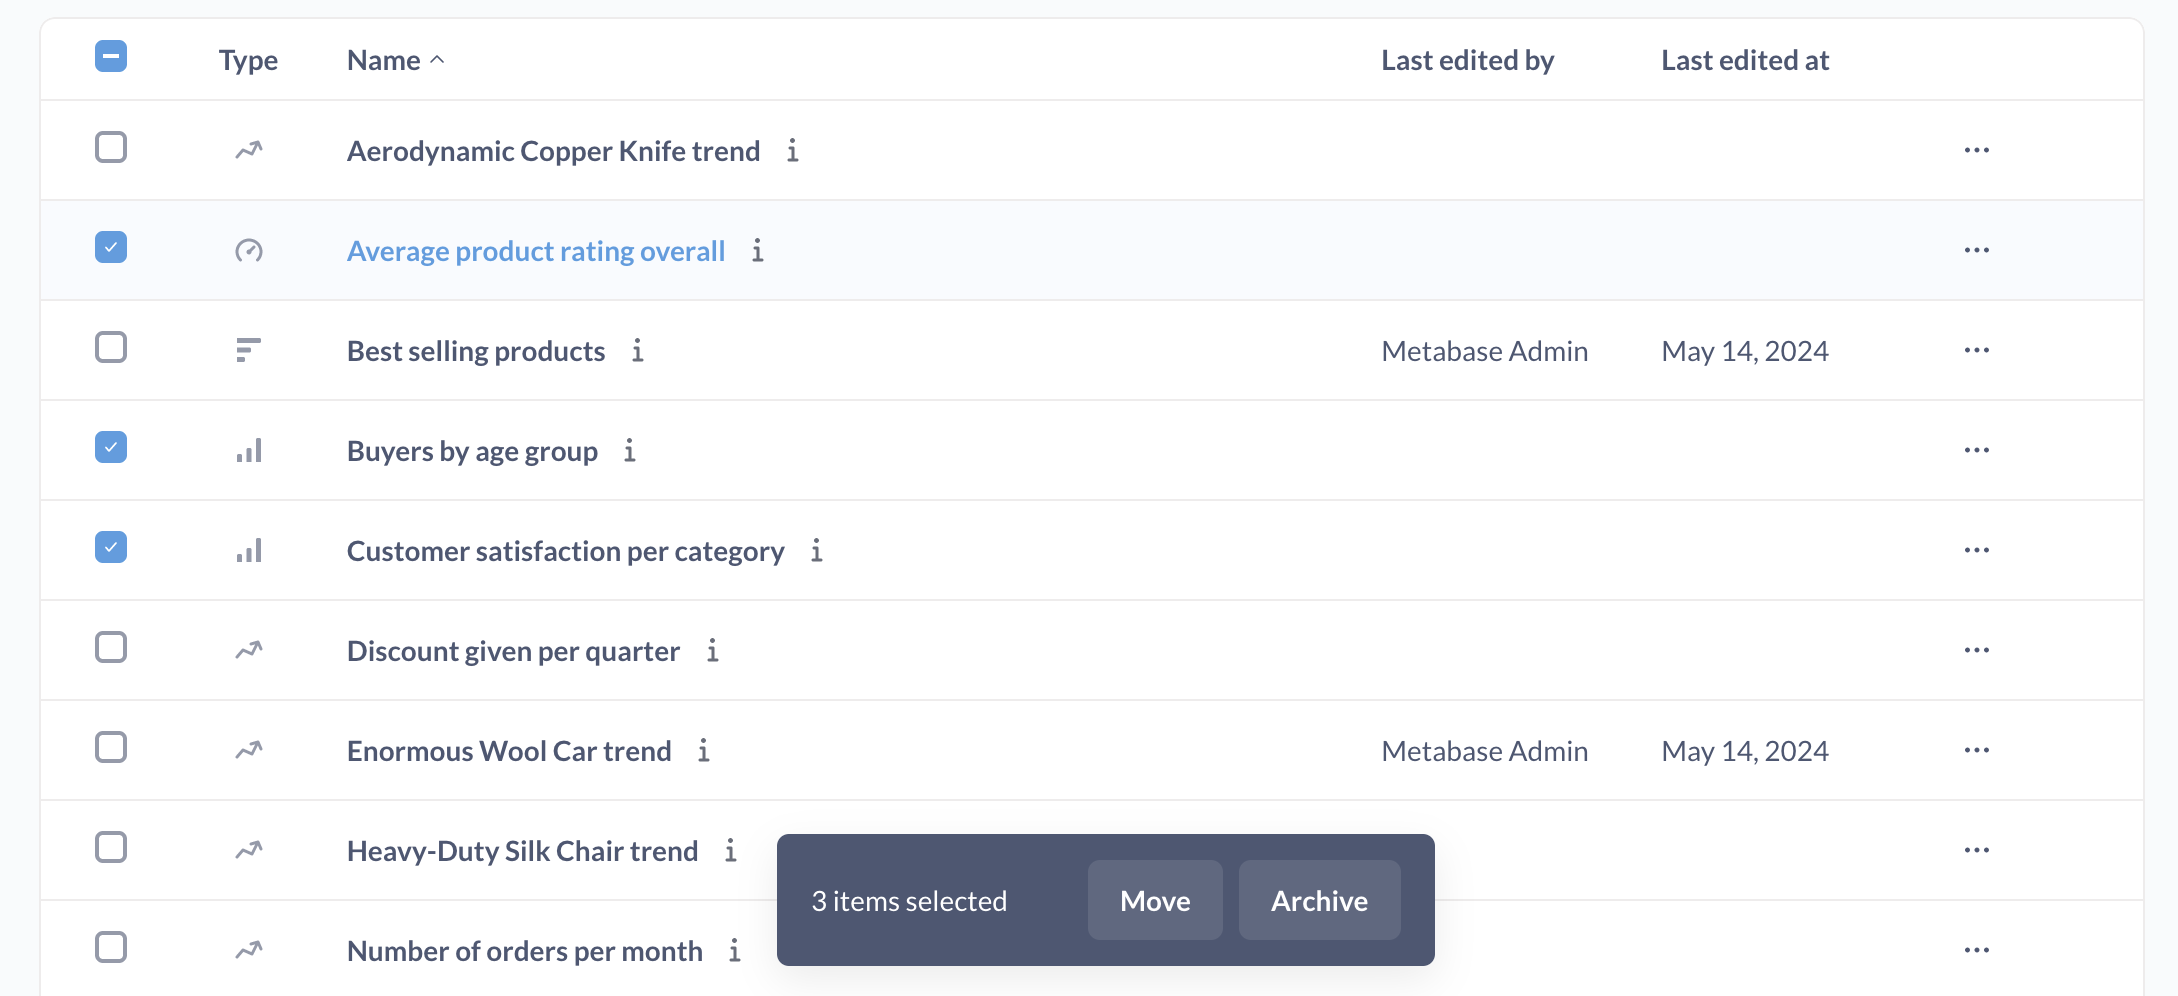 Type Name Last edited by Last edited at
Aerodynamic Copper Knife trend
Average product rating overall
Best selling products Metabase Admin May 14, 2024
Buyers by age group
Customer satisfaction per category
Discount given per quarter
Enormous Wool Car trend Metabase Admin May 14, 2024
Heavy-Duty Silk Chair trend
3 items selected Move Archive
Number of orders per month